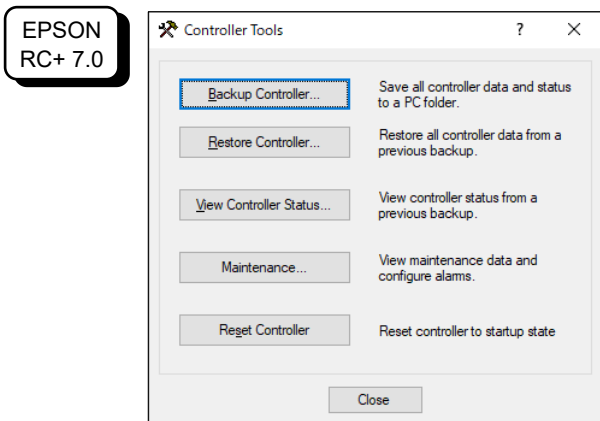 EPSON
RC+ 7.0
Controller Tools
?
Backup Controller...
Save all controller data and status
to a PC folder.
Restore Controller...
Restore all controller data from a
previous backup.
View Controller Status...
View controller status from a
previous backup.
Maintenance...
View maintenance data and
configure alarms.
Reset Controller
Reset controller to startup state
Close